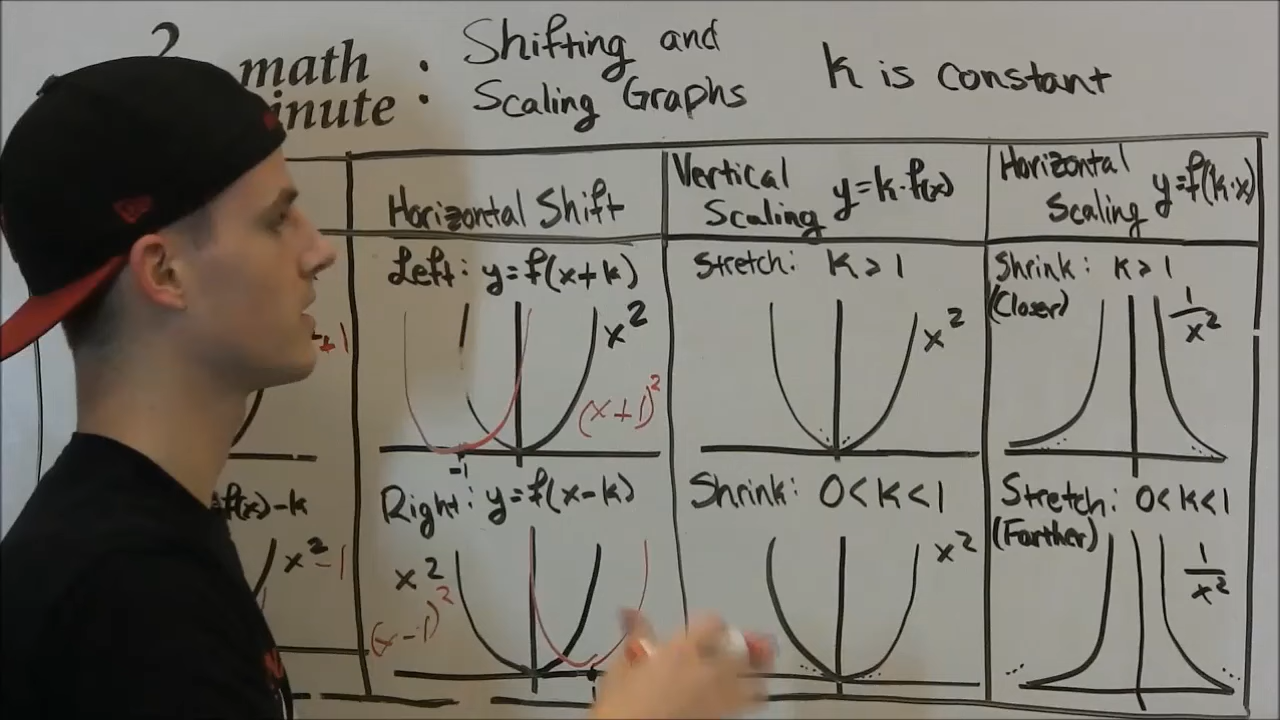 2
math : Shifting and
inute : Scaling Graphs
k is constant
Horizontal Shift
Vertical
Scaling y=k·f(x)
Horizontal
Scaling y=f(k·x)
Left: y=f(x+k)
x²
(x+1)²
-1
+1
Stretch: k>1
x²
Shrink: k>1
(Closer)
1/x²
f(x)-k
x²-1
Right: y=f(x-k)
x²
(x-1)²
Shrink: 0<k<1
x²
Stretch: 0<k<1
(Farther)
1/x²